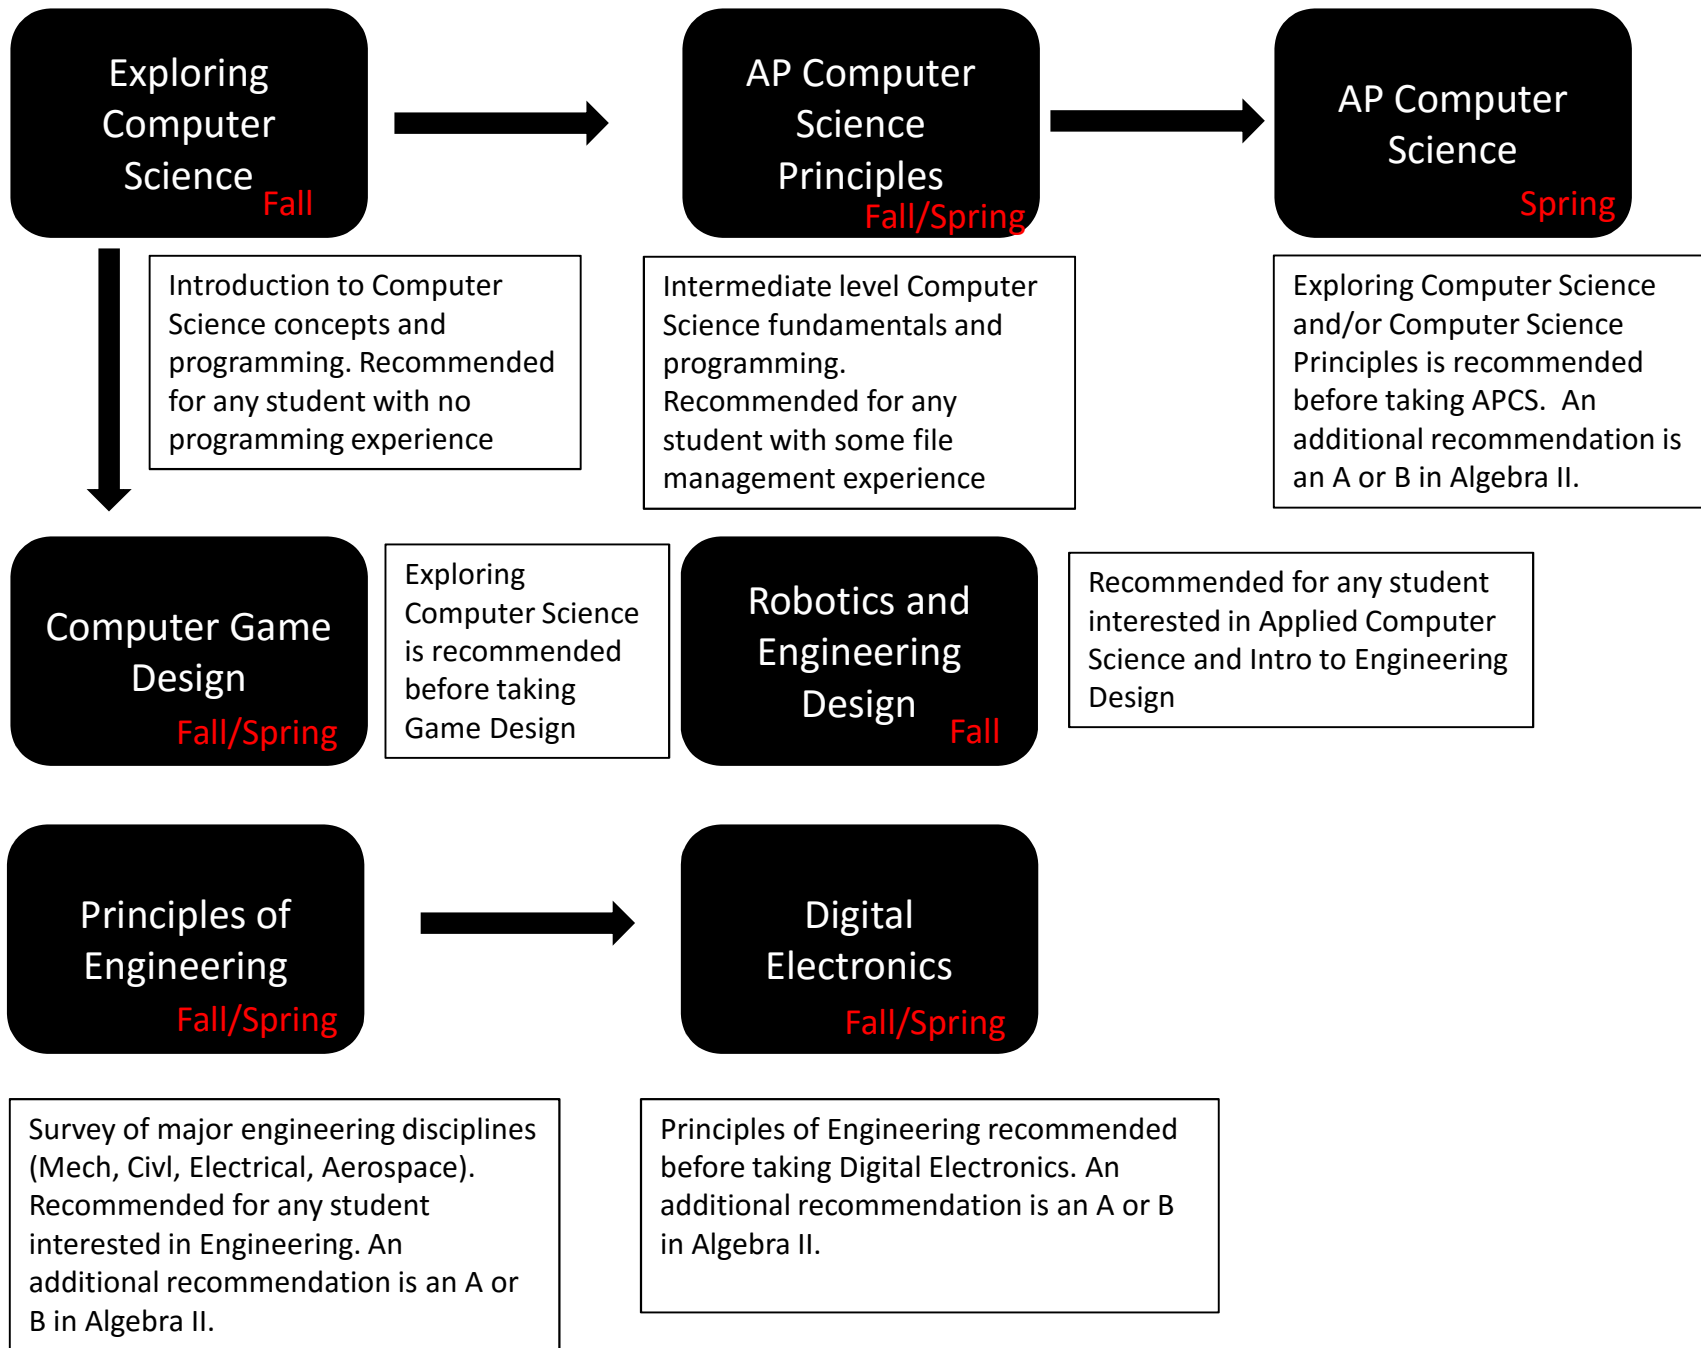 Exploring
Computer
Science
Fall
AP Computer
Science
Principles
Fall/Spring
AP Computer
Science
Spring
Introduction to Computer
Science concepts and
programming. Recommended
for any student with no
programming experience
Intermediate level Computer
Science fundamentals and
programming.
Recommended for any
student with some file
management experience
Exploring Computer Science
and/or Computer Science
Principles is recommended
before taking APCS.  An
additional recommendation is
an A or B in Algebra II.
Computer Game
Design
Fall/Spring
Exploring
Computer Science
is recommended
before taking
Game Design
Robotics and
Engineering
Design
Fall
Recommended for any student
interested in Applied Computer
Science and Intro to Engineering
Design
Principles of
Engineering
Fall/Spring
Digital
Electronics
Fall/Spring
Survey of major engineering disciplines
(Mech, Civl, Electrical, Aerospace).
Recommended for any student
interested in Engineering. An
additional recommendation is an A or
B in Algebra II.
Principles of Engineering recommended
before taking Digital Electronics. An
additional recommendation is an A or B
in Algebra II.